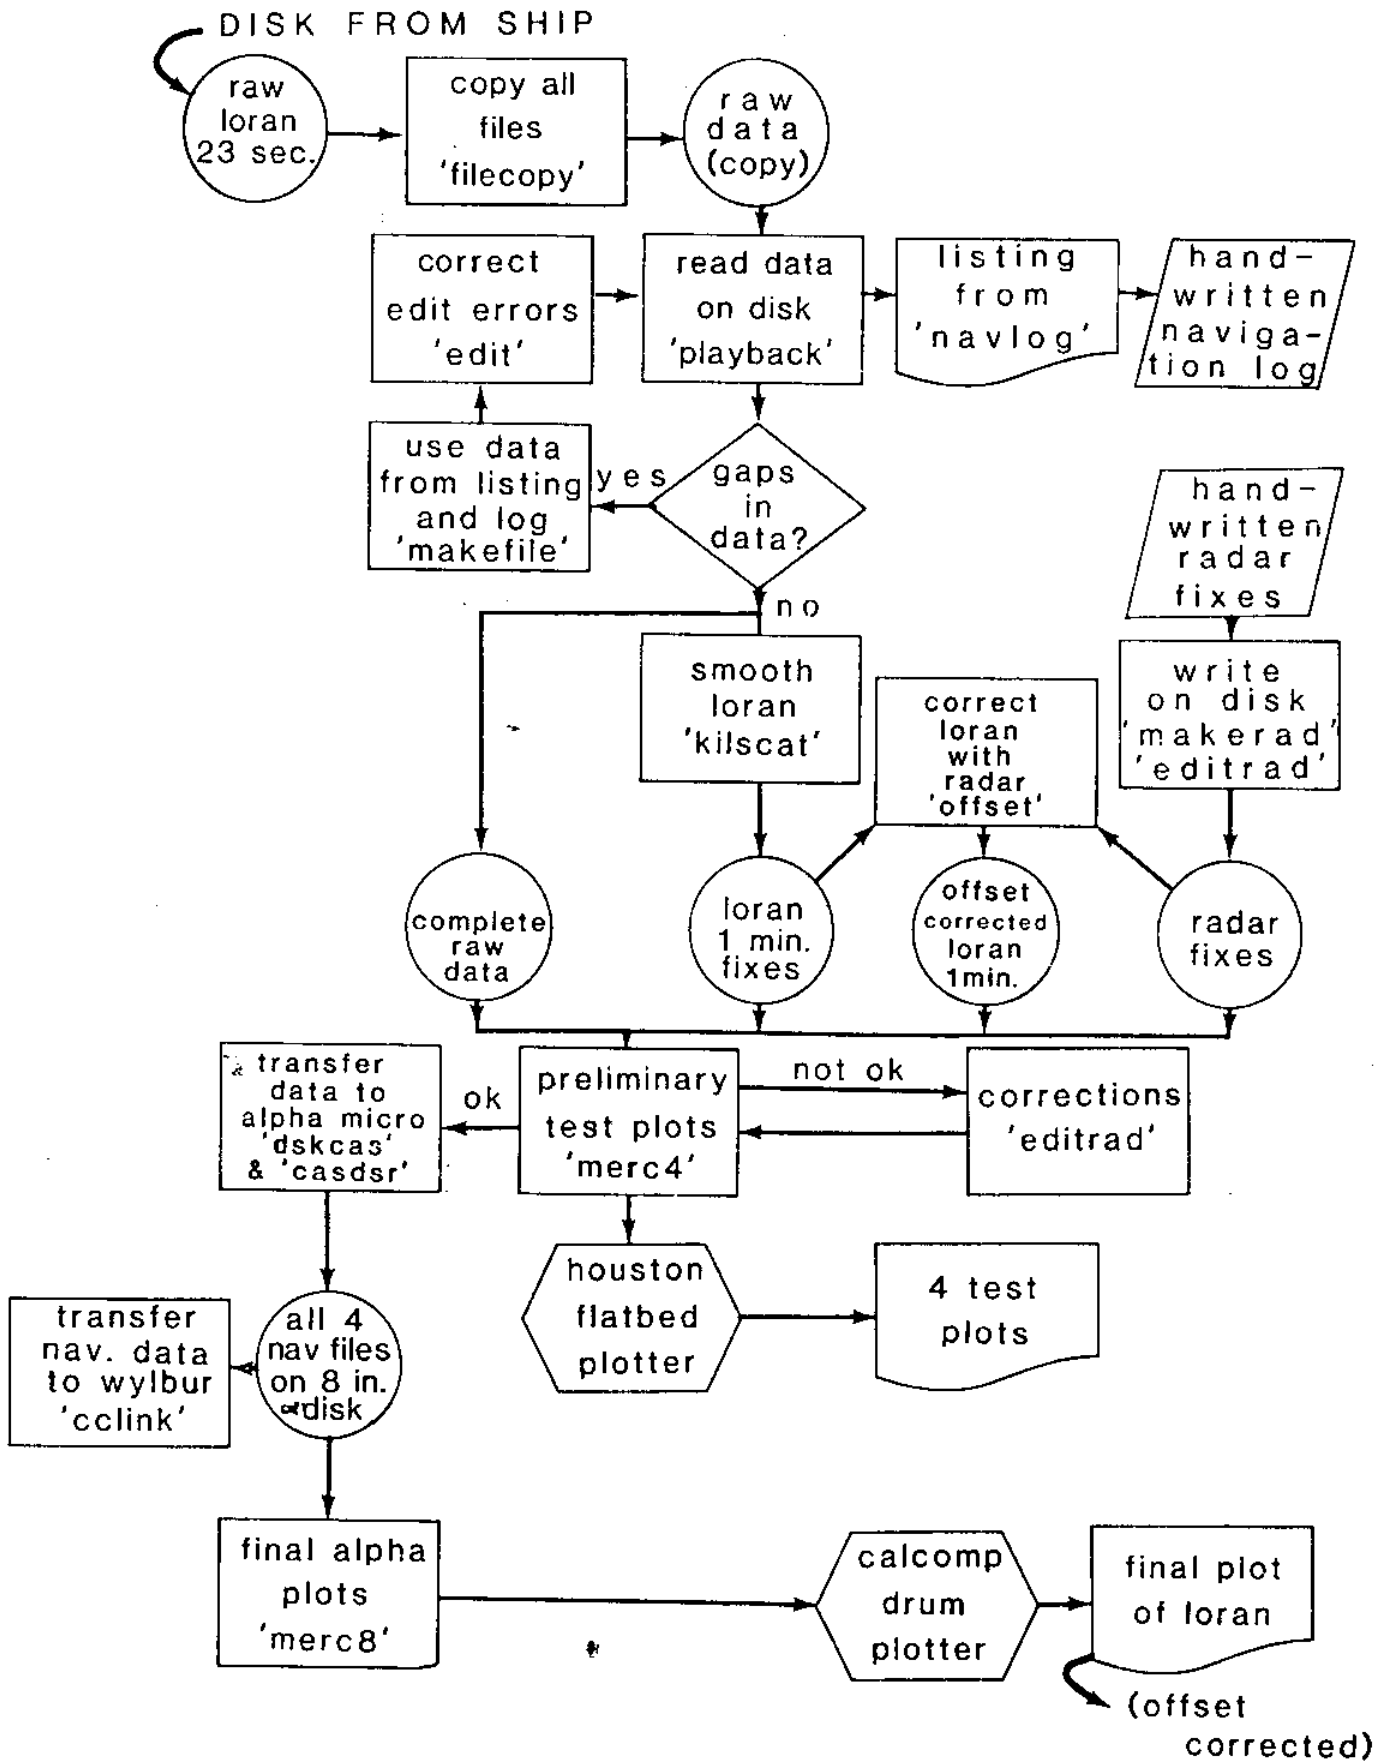 DISK FROM SHIP
raw
loran
23 sec.
copy all
files
'filecopy'
raw
data
(copy)
correct
edit errors
'edit'
read data
on disk
'playback'
listing
from
'navlog'
hand-
written
naviga-
tion log
use data
from listing
and log
'makefile'
yes
gaps
in
data?
no
hand-
written
radar
fixes
smooth
loran
'kilscat'
correct
loran
with
radar
'offset'
write
on disk
'makerad'
'editrad'
complete
raw
data
loran
1 min.
fixes
offset
corrected
loran
1min.
radar
fixes
transfer
data to
alpha micro
'dskcas'
& 'casdsr'
ok
preliminary
test plots
'merc4'
not ok
corrections
'editrad'
houston
flatbed
plotter
4 test
plots
transfer
nav. data
to wylbur
'cclink'
all 4
nav files
on 8 in.
disk
final alpha
plots
'merc8'
calcomp
drum
plotter
final plot
of loran
(offset
corrected)